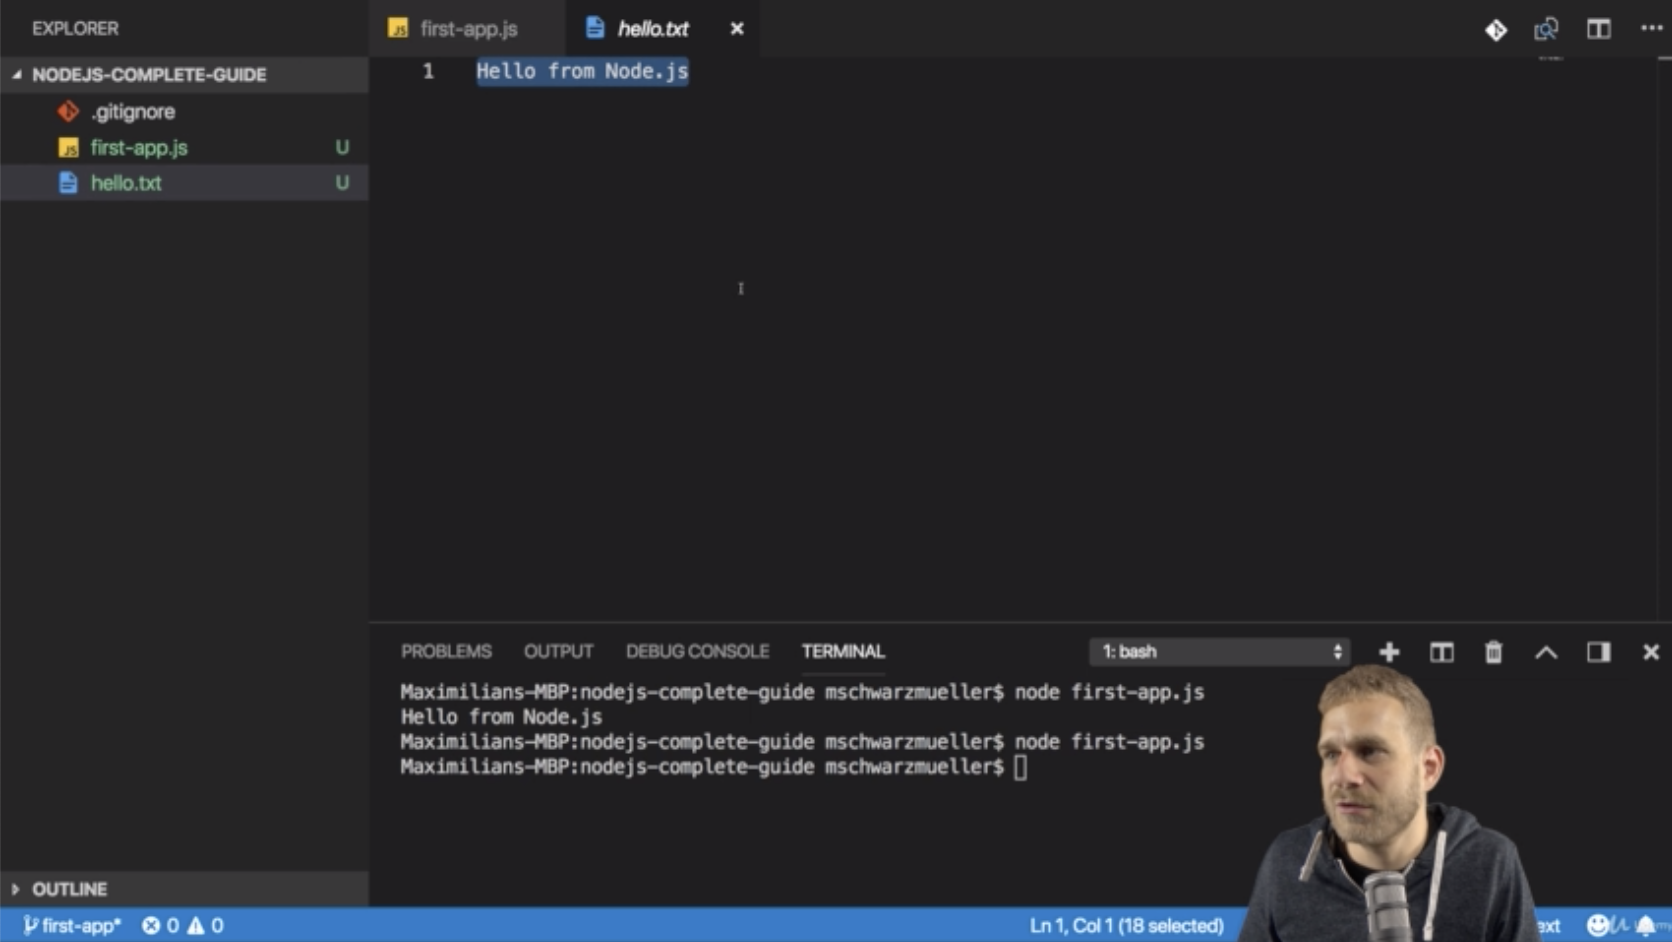 EXPLORER
first-app.js
hello.txt
NODEJS-COMPLETE-GUIDE
1 Hello from Node.js
.gitignore
first-app.js U
hello.txt U
PROBLEMS OUTPUT DEBUG CONSOLE TERMINAL 1: bash
Maximilians-MBP:nodejs-complete-guide mschwarzmueller$ node first-app.js
Hello from Node.js
Maximilians-MBP:nodejs-complete-guide mschwarzmueller$ node first-app.js
Maximilians-MBP:nodejs-complete-guide mschwarzmueller$
OUTLINE
first-app* 0 0 Ln 1, Col 1 (18 selected)